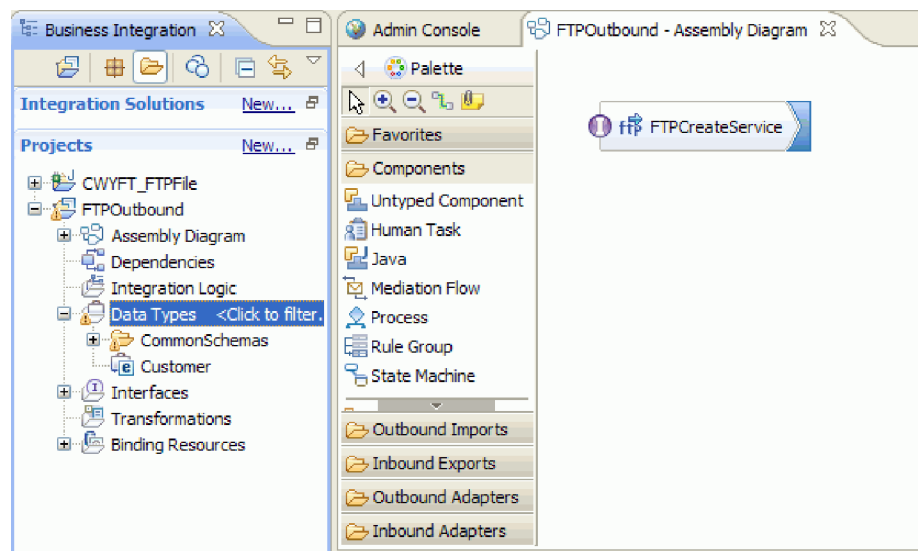 Business Integration
Integration Solutions New...
Projects New...
CWYFT_FTPFile
FTPOutbound
Assembly Diagram
Dependencies
Integration Logic
Data Types <Click to filter.
CommonSchemas
Customer
Interfaces
Transformations
Binding Resources
Admin Console
FTPOutbound - Assembly Diagram
Palette
Favorites
Components
Untyped Component
Human Task
Java
Mediation Flow
Process
Rule Group
State Machine
Outbound Imports
Inbound Exports
Outbound Adapters
Inbound Adapters
ftp FTPCreateService